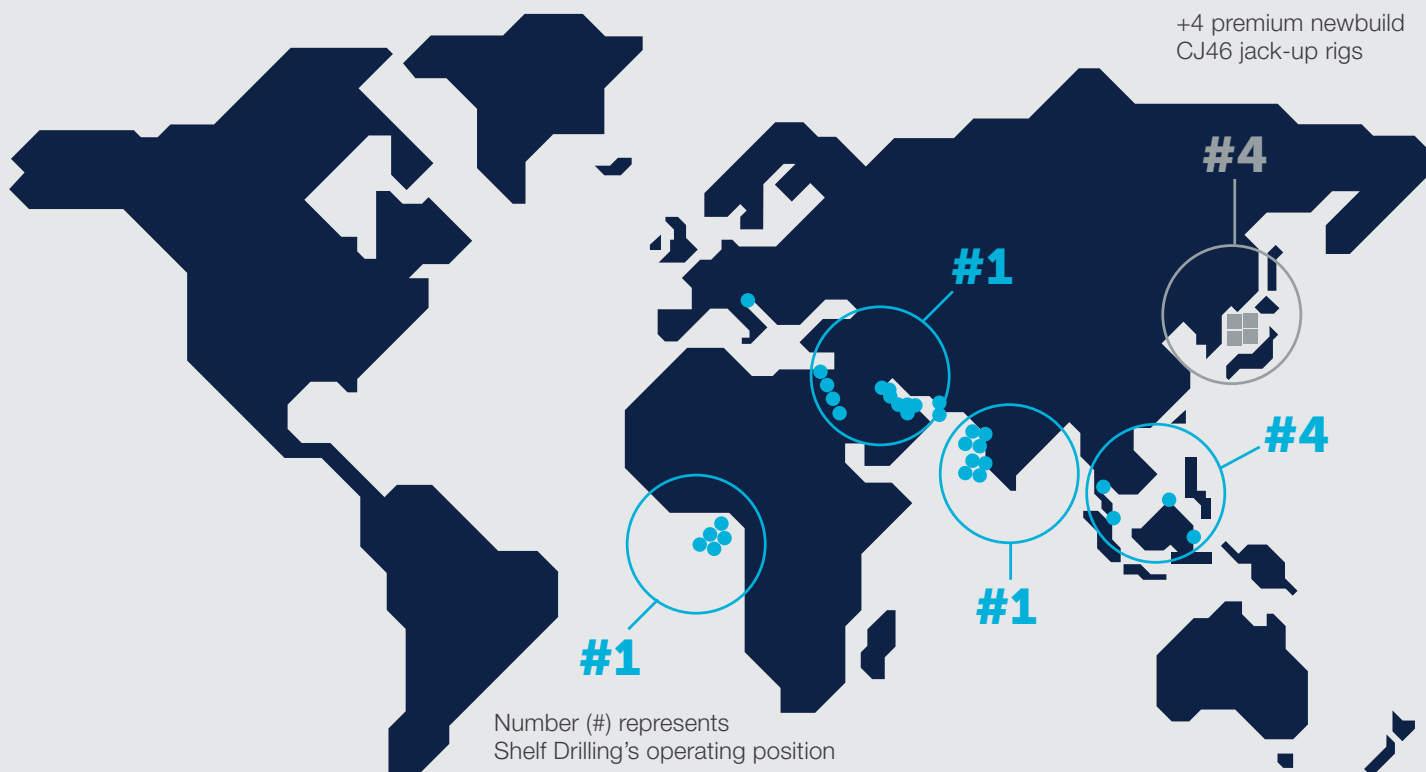 +4 premium newbuild
CJ46 jack-up rigs
#4
#1
#4
#1
#1
Number (#) represents
Shelf Drilling's operating position